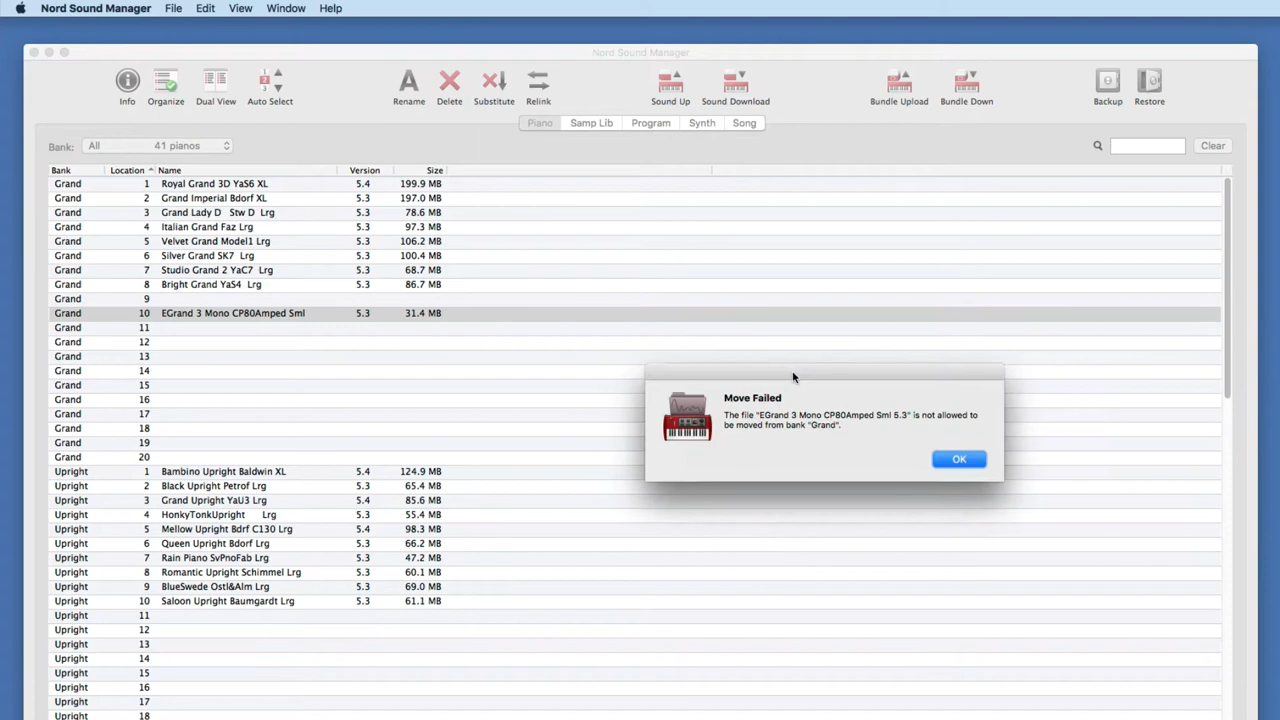 Nord Sound Manager File Edit View Window Help
Nord Sound Manager
Info Organize Dual View Auto Select Rename Delete Substitute Relink Sound Up Sound Download Bundle Upload Bundle Down Backup Restore
Piano Samp Lib Program Synth Song
Bank: All 41 pianos Clear
Bank Location Name Version Size
Grand 1 Royal Grand 3D YaS6 XL 5.4 199.9 MB
Grand 2 Grand Imperial Bdorf XL 5.3 197.0 MB
Grand 3 Grand Lady D Stw D Lrg 5.3 78.6 MB
Grand 4 Italian Grand Faz Lrg 5.3 97.3 MB
Grand 5 Velvet Grand Model1 Lrg 5.3 106.2 MB
Grand 6 Silver Grand SK7 Lrg 5.3 100.4 MB
Grand 7 Studio Grand 2 YaC7 Lrg 5.3 68.7 MB
Grand 8 Bright Grand YaS4 Lrg 5.3 86.7 MB
Grand 9
Grand 10 EGrand 3 Mono CP80Amped Sml 5.3 31.4 MB
Grand 11
Grand 12
Grand 13
Grand 14
Grand 15
Grand 16
Grand 17
Grand 18
Grand 19
Grand 20
Upright 1 Bambino Upright Baldwin XL 5.4 124.9 MB
Upright 2 Black Upright Petrof Lrg 5.3 65.4 MB
Upright 3 Grand Upright YaU3 Lrg 5.4 85.6 MB
Upright 4 HonkyTonkUpright Lrg 5.3 55.4 MB
Upright 5 Mellow Upright Bdrf C130 Lrg 5.4 98.3 MB
Upright 6 Queen Upright Bdorf Lrg 5.3 66.2 MB
Upright 7 Rain Piano SvPnoFab Lrg 5.3 47.2 MB
Upright 8 Romantic Upright Schimmel Lrg 5.3 60.1 MB
Upright 9 BlueSwede Ostl&Alm Lrg 5.3 69.0 MB
Upright 10 Saloon Upright Baumgardt Lrg 5.3 61.1 MB
Upright 11
Upright 12
Upright 13
Upright 14
Upright 15
Upright 16
Upright 17
Upright 18
Move Failed
The file "EGrand 3 Mono CP80Amped Sml 5.3" is not allowed to
be moved from bank "Grand".
OK